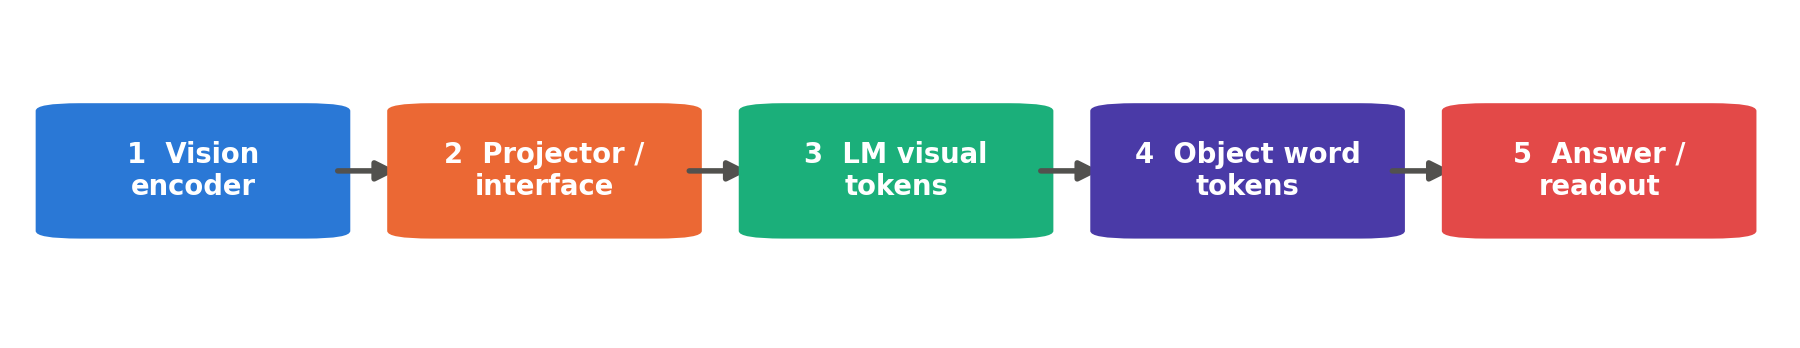 1  Vision
encoder
2  Projector /
interface
3  LM visual
tokens
4  Object word
tokens
5  Answer /
readout